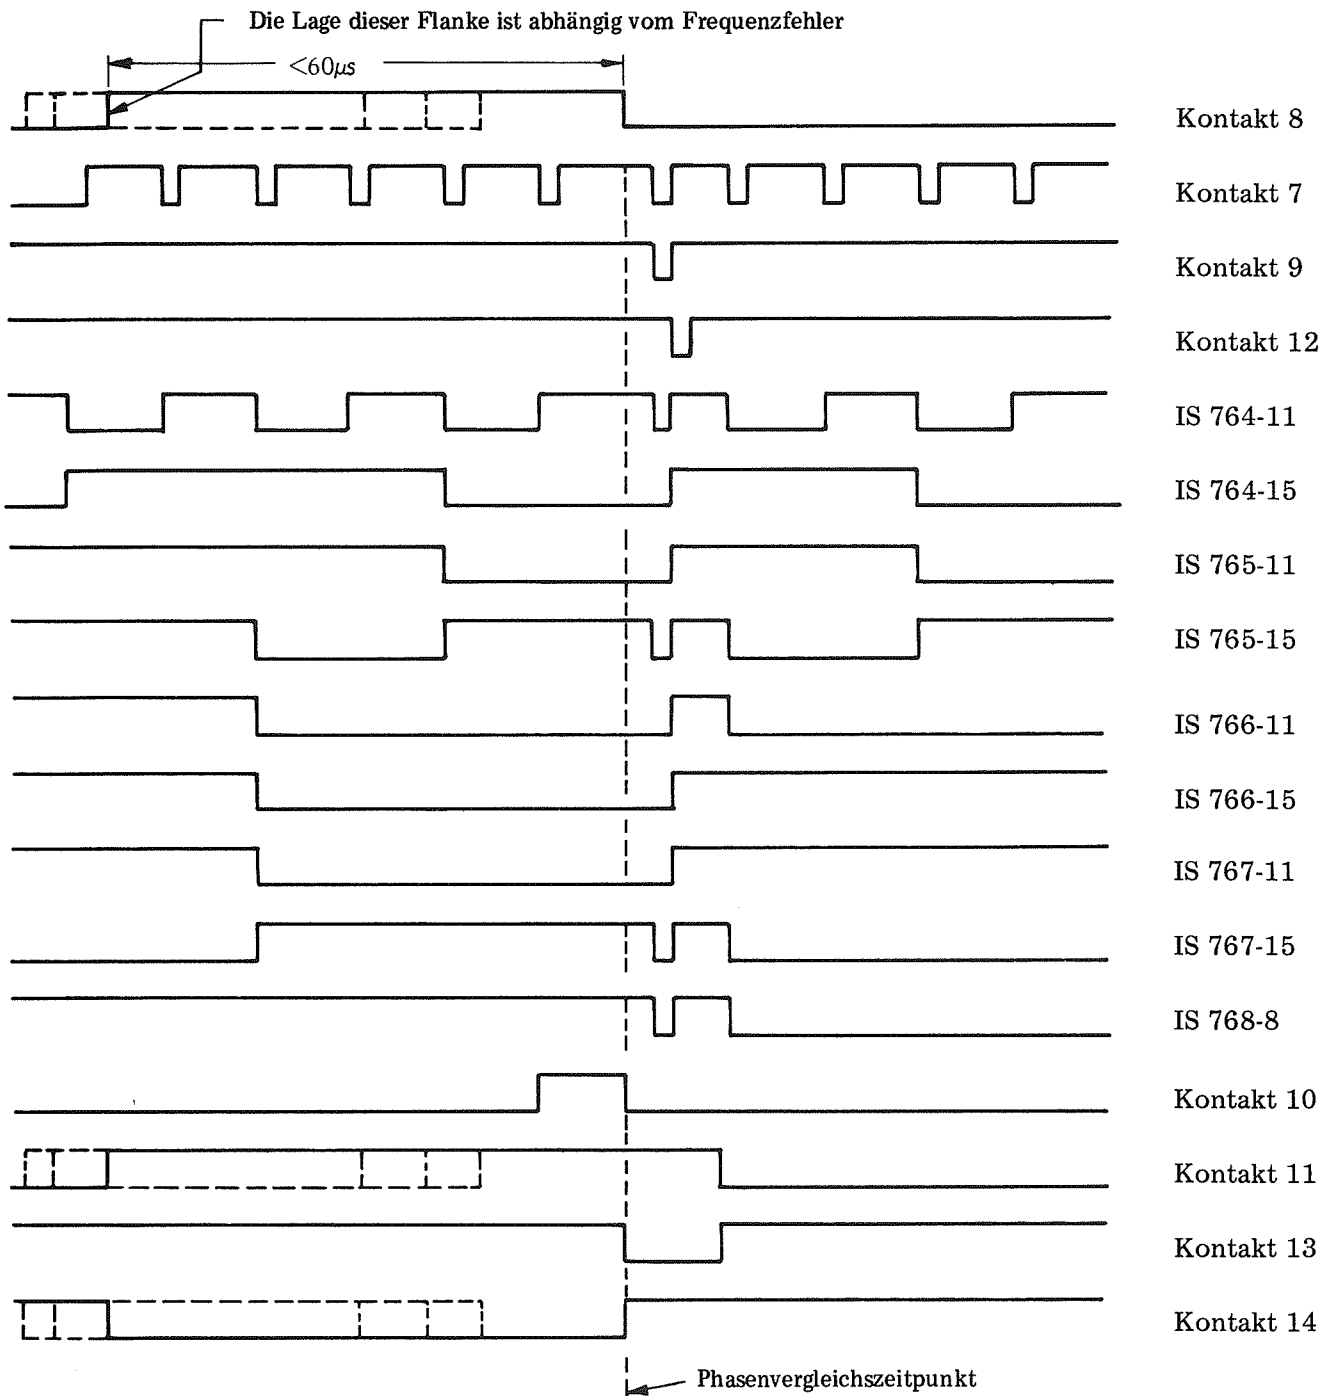 Die Lage dieser Flanke ist abhängig vom Frequenzfehler
<60µs
Kontakt 8
Kontakt 7
Kontakt 9
Kontakt 12
IS 764-11
IS 764-15
IS 765-11
IS 765-15
IS 766-11
IS 766-15
IS 767-11
IS 767-15
IS 768-8
Kontakt 10
Kontakt 11
Kontakt 13
Kontakt 14
Phasenvergleichszeitpunkt